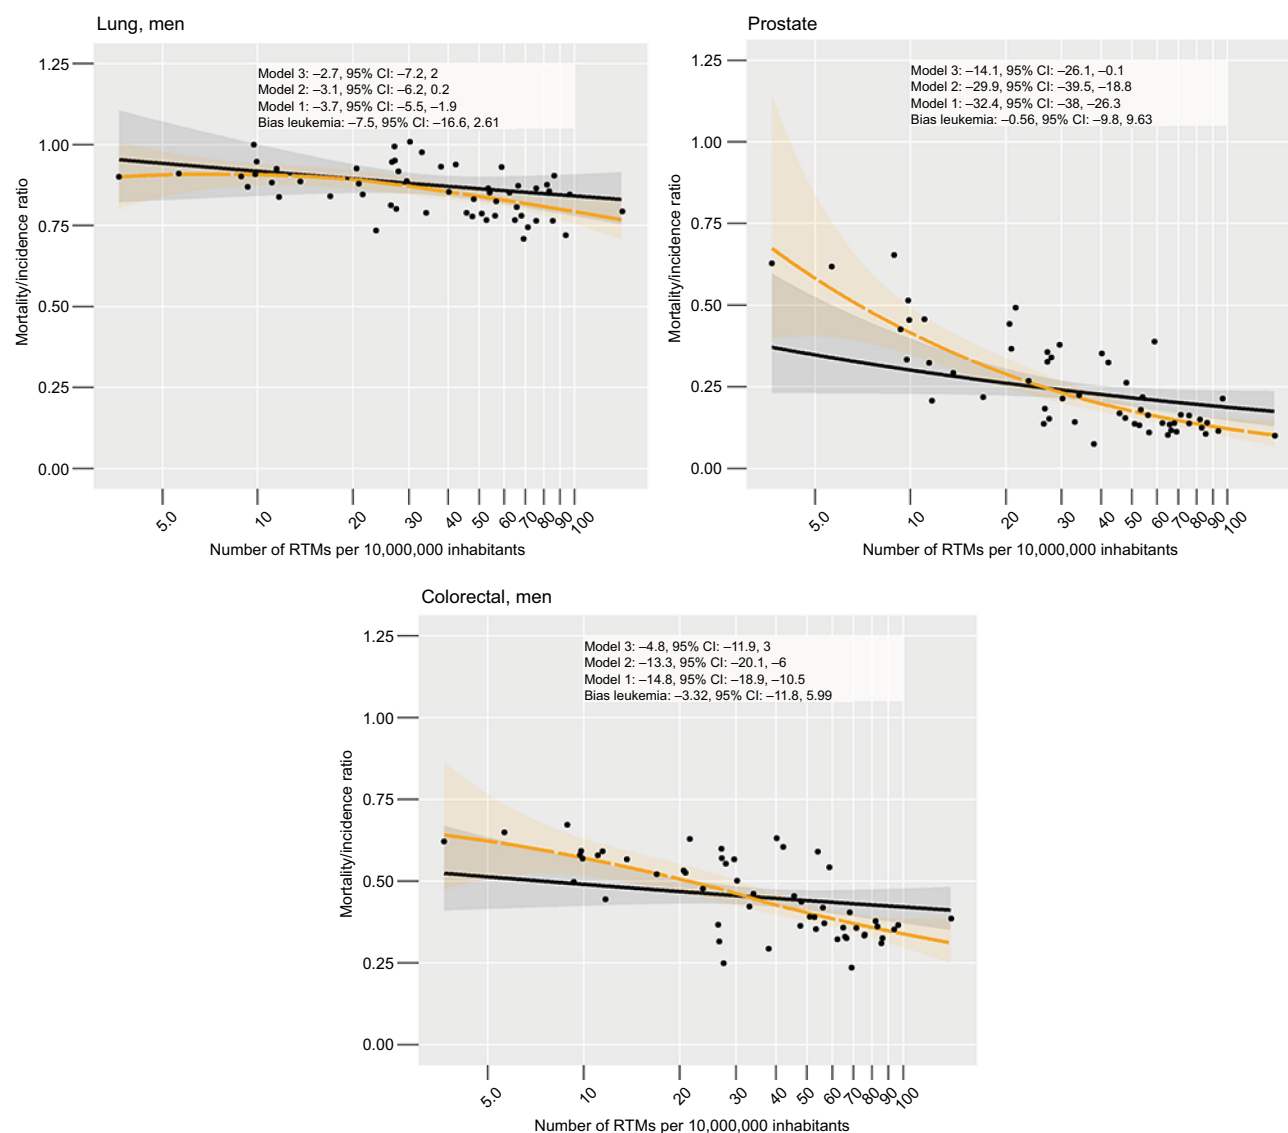 Lung, men
Model 3: –2.7, 95% CI: –7.2, 2
Model 2: –3.1, 95% CI: –6.2, 0.2
Model 1: –3.7, 95% CI: –5.5, –1.9
Bias leukemia: –7.5, 95% CI: –16.6, 2.61
Mortality/incidence ratio
1.25
1.00
0.75
0.50
0.25
0.00
5.0 10 20 30 40 50 60 70 80 90 100
Number of RTMs per 10,000,000 inhabitants
Prostate
Model 3: –14.1, 95% CI: –26.1, –0.1
Model 2: –29.9, 95% CI: –39.5, –18.8
Model 1: –32.4, 95% CI: –38, –26.3
Bias leukemia: –0.56, 95% CI: –9.8, 9.63
Mortality/incidence ratio
1.25
1.00
0.75
0.50
0.25
0.00
5.0 10 20 30 40 50 60 70 80 90 100
Number of RTMs per 10,000,000 inhabitants
Colorectal, men
Model 3: –4.8, 95% CI: –11.9, 3
Model 2: –13.3, 95% CI: –20.1, –6
Model 1: –14.8, 95% CI: –18.9, –10.5
Bias leukemia: –3.32, 95% CI: –11.8, 5.99
Mortality/incidence ratio
1.25
1.00
0.75
0.50
0.25
0.00
5.0 10 20 30 40 50 60 70 80 90 100
Number of RTMs per 10,000,000 inhabitants